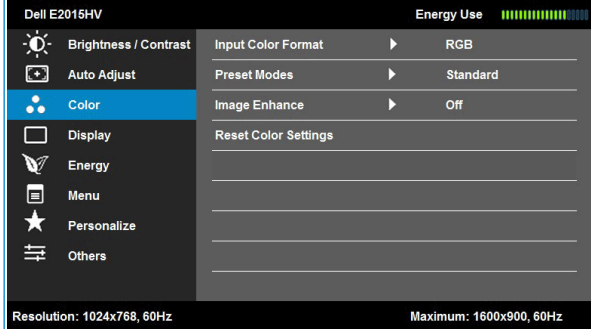 Dell E2015HV Energy Use
Brightness / Contrast Input Color Format RGB
Auto Adjust Preset Modes Standard
Color Image Enhance Off
Display Reset Color Settings
Energy
Menu
Personalize
Others
Resolution: 1024x768, 60Hz Maximum: 1600x900, 60Hz